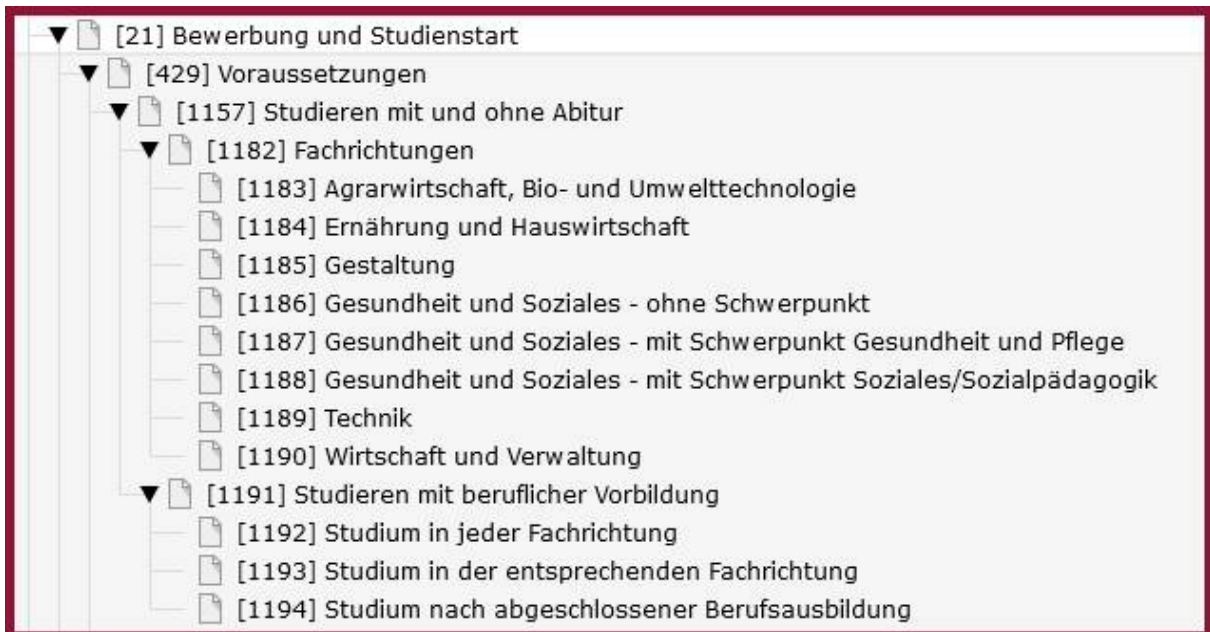 [21] Bewerbung und Studienstart
[429] Voraussetzungen
[1157] Studieren mit und ohne Abitur
[1182] Fachrichtungen
[1183] Agrarwirtschaft, Bio- und Umwelttechnologie
[1184] Ernährung und Hauswirtschaft
[1185] Gestaltung
[1186] Gesundheit und Soziales - ohne Schwerpunkt
[1187] Gesundheit und Soziales - mit Schwerpunkt Gesundheit und Pflege
[1188] Gesundheit und Soziales - mit Schwerpunkt Soziales/Sozialpädagogik
[1189] Technik
[1190] Wirtschaft und Verwaltung
[1191] Studieren mit beruflicher Vorbildung
[1192] Studium in jeder Fachrichtung
[1193] Studium in der entsprechenden Fachrichtung
[1194] Studium nach abgeschlossener Berufsausbildung